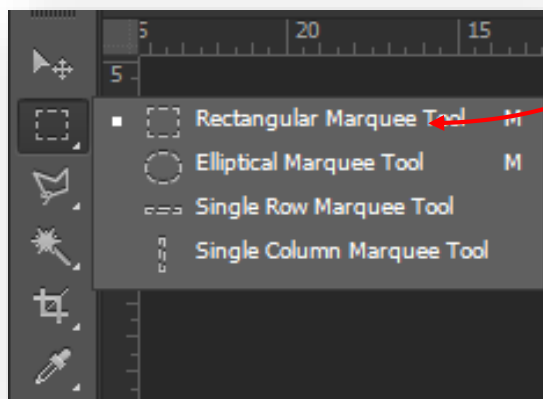 5 20 15
5
Rectangular Marquee Tool M
Elliptical Marquee Tool M
Single Row Marquee Tool
Single Column Marquee Tool